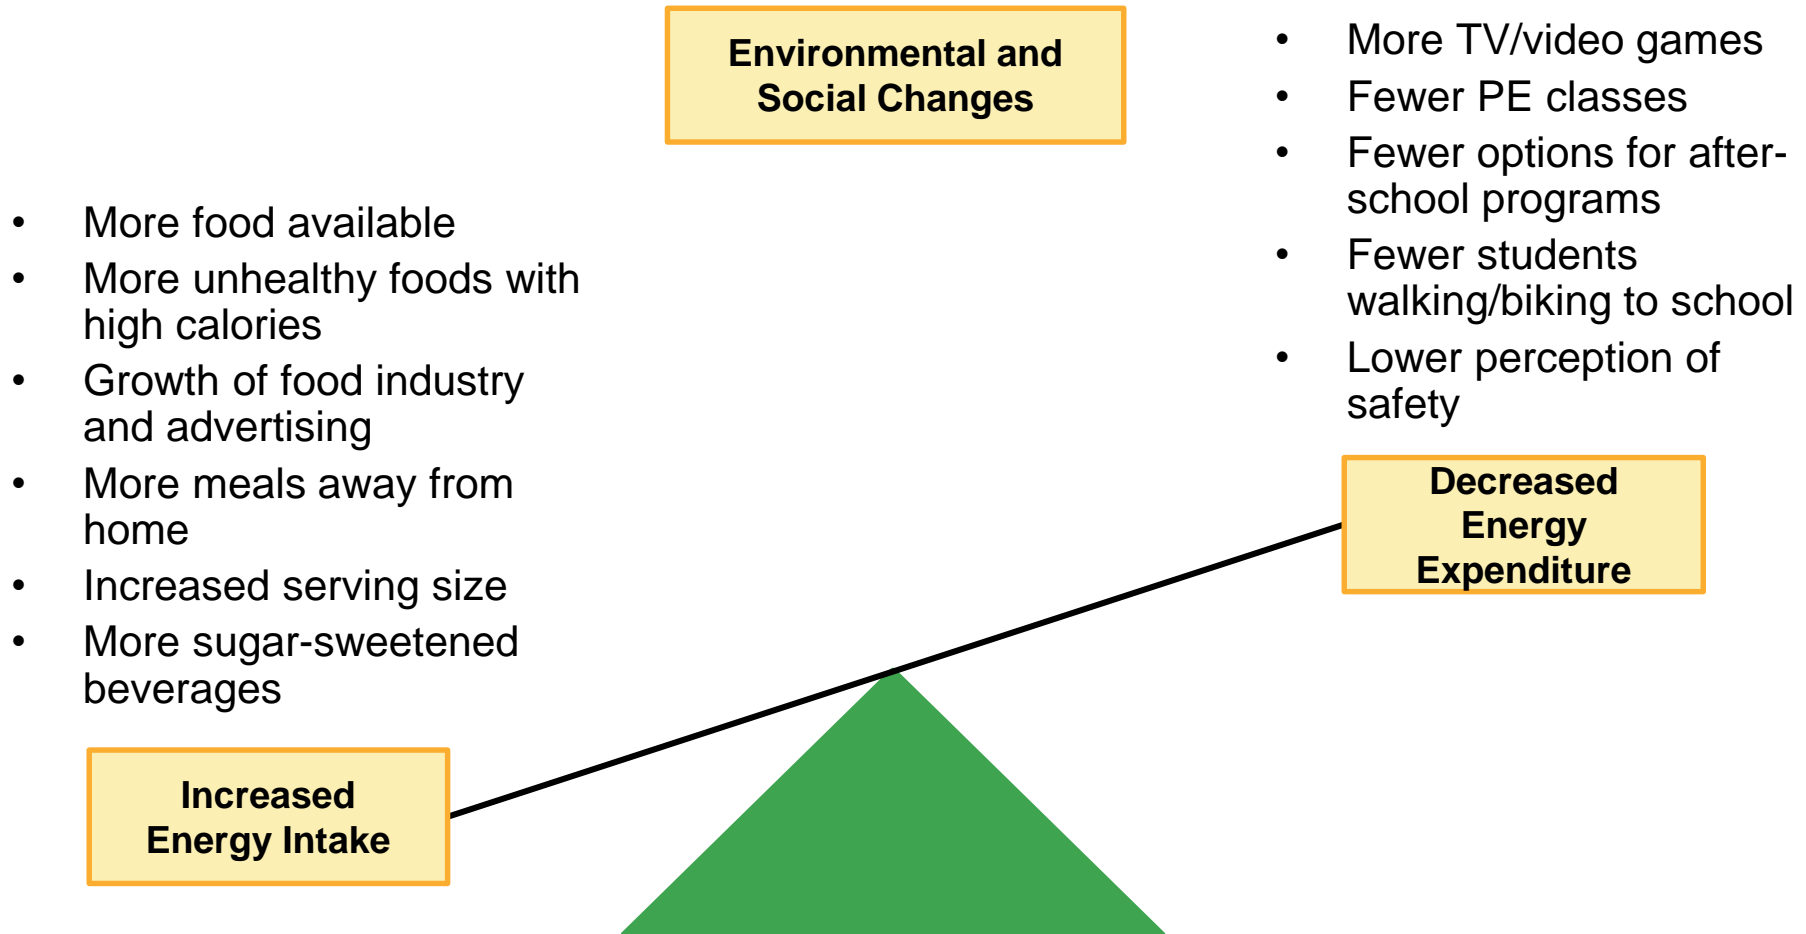 Environmental and
Social Changes
• More food available
• More unhealthy foods with
high calories
• Growth of food industry
and advertising
• More meals away from
home
• Increased serving size
• More sugar-sweetened
beverages
Increased
Energy Intake
• More TV/video games
• Fewer PE classes
• Fewer options for after-
school programs
• Fewer students
walking/biking to school
• Lower perception of
safety
Decreased
Energy
Expenditure